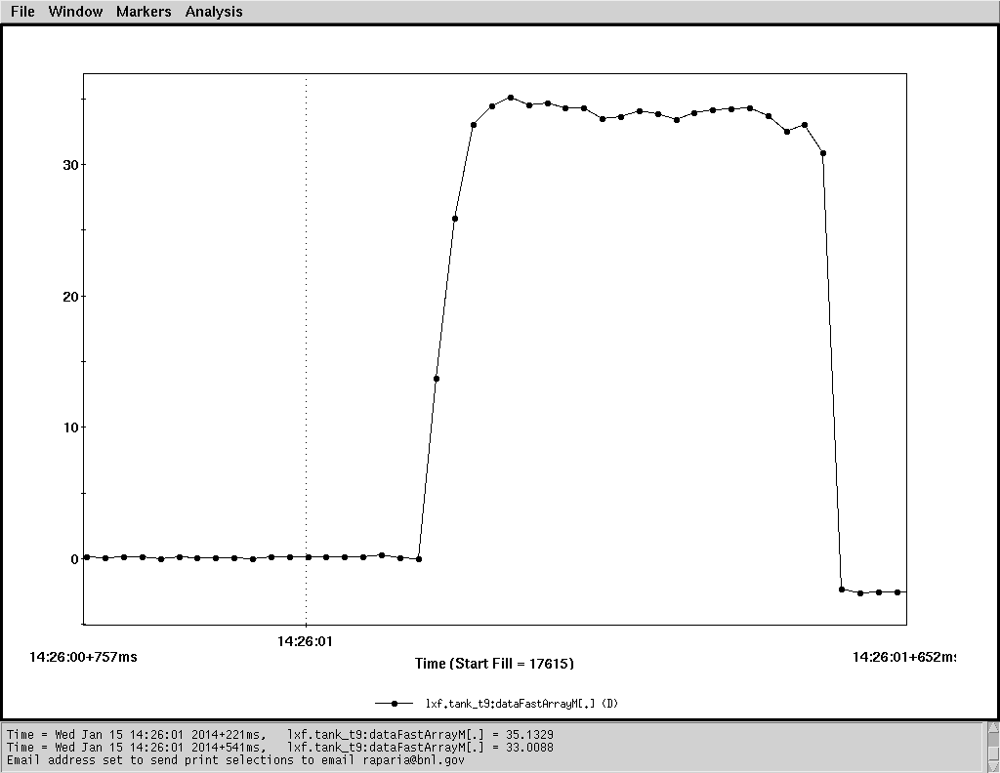 File Window Markers Analysis
30
20
10
0
14:26:01
14:26:00+757ms
14:26:01+652ms
Time (Start Fill = 17615)
lxf.tank_t9:dataFastArrayM[.] (D)
Time = Wed Jan 15 14:26:01 2014+221ms, lxf.tank_t9:dataFastArrayM[.] = 35.1329
Time = Wed Jan 15 14:26:01 2014+541ms, lxf.tank_t9:dataFastArrayM[.] = 33.0088
Email address set to send print selections to email raparia@bnl.gov